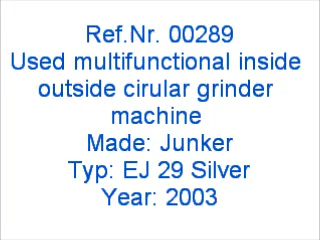 Ref.Nr. 00289
Used multifunctional inside
outside cirular grinder
machine
Made: Junker
Typ: EJ 29 Silver
Year: 2003